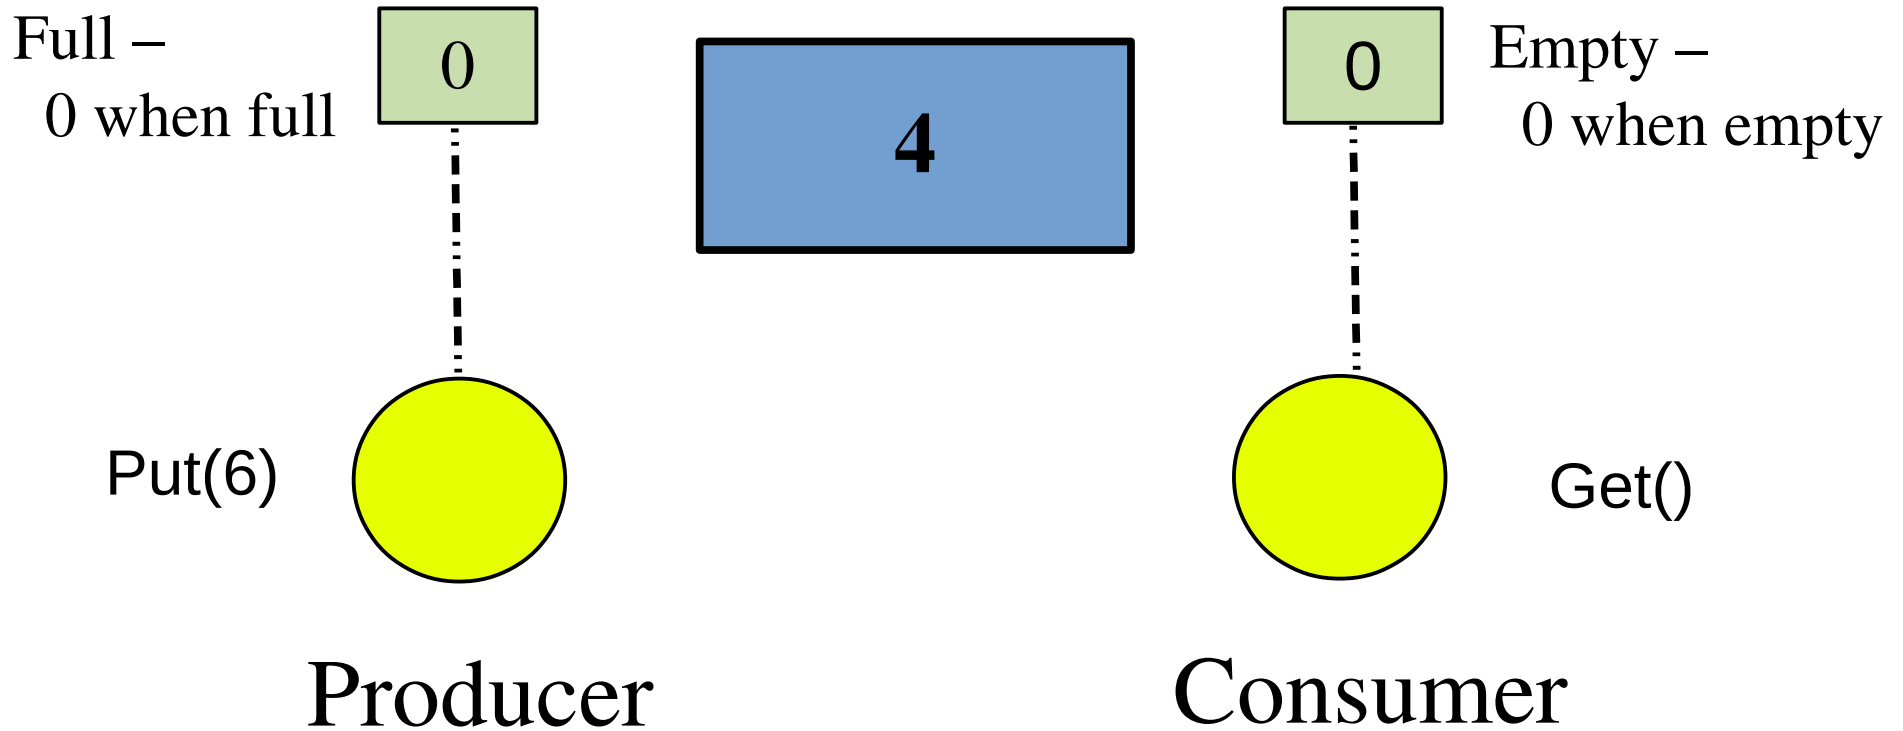 Full –
0 when full
0
4
0
Empty –
0 when empty
Put(6)
Get()
Producer
Consumer